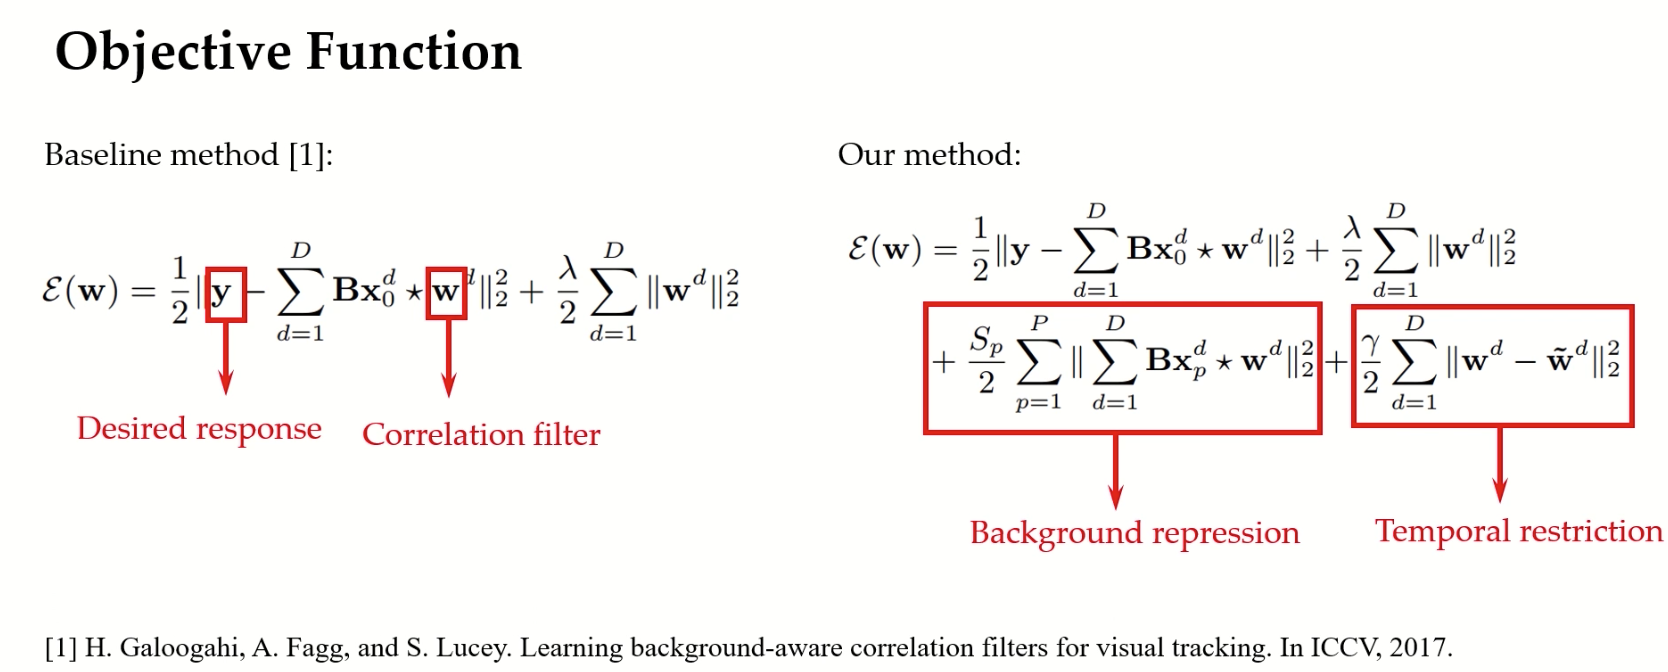 Objective Function
Baseline method [1]:
$\mathcal{E}(\mathbf{w}) = \frac{1}{2}\|\mathbf{y} - \sum_{d=1}^{D} \mathbf{B}\mathbf{x}_0^d \star \mathbf{w}^d\|_2^2 + \frac{\lambda}{2}\sum_{d=1}^{D}\|\mathbf{w}^d\|_2^2$
Desired response
Correlation filter
Our method:
$\mathcal{E}(\mathbf{w}) = \frac{1}{2}\|\mathbf{y} - \sum_{d=1}^{D} \mathbf{B}\mathbf{x}_0^d \star \mathbf{w}^d\|_2^2 + \frac{\lambda}{2}\sum_{d=1}^{D}\|\mathbf{w}^d\|_2^2$
$+ \frac{S_p}{2}\sum_{p=1}^{P}\|\sum_{d=1}^{D} \mathbf{B}\mathbf{x}_p^d \star \mathbf{w}^d\|_2^2 + \frac{\gamma}{2}\sum_{d=1}^{D}\|\mathbf{w}^d - \tilde{\mathbf{w}}^d\|_2^2$
Background repression
Temporal restriction
[1] H. Galoogahi, A. Fagg, and S. Lucey. Learning background-aware correlation filters for visual tracking. In ICCV, 2017.